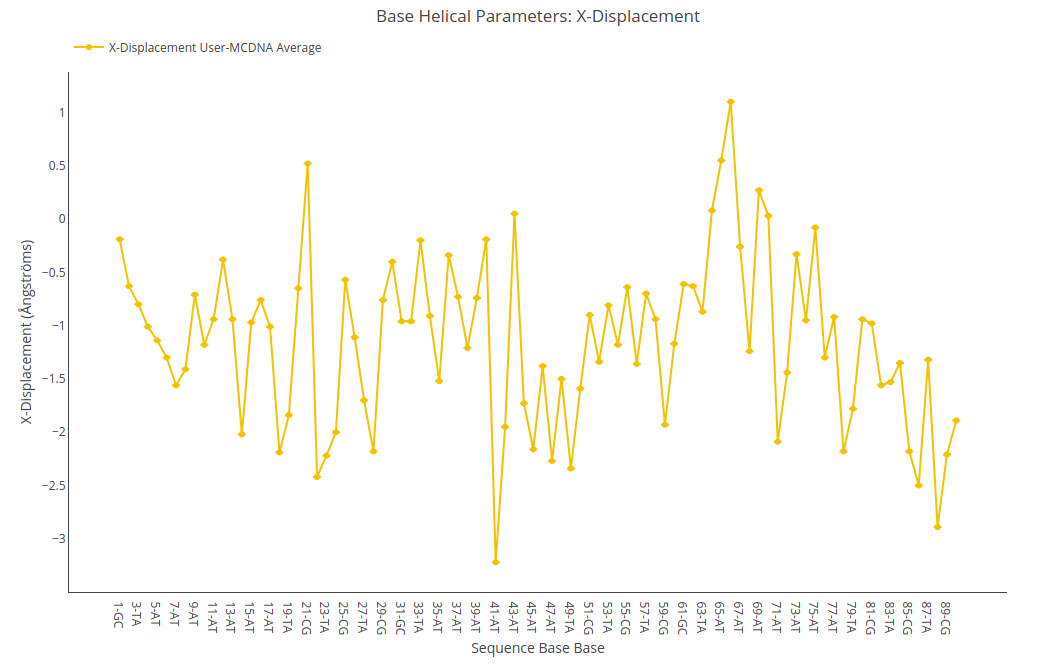 Base Helical Parameters: X-Displacement
X-Displacement User-MCDNA Average
X-Displacement (Ångströms)
1
0.5
0
−0.5
−1
−1.5
−2
−2.5
−3
1-GC
3-TA
5-AT
7-AT
9-AT
11-AT
13-AT
15-AT
17-AT
19-TA
21-CG
23-TA
25-CG
27-TA
29-CG
31-GC
33-TA
35-AT
37-AT
39-AT
41-AT
43-AT
45-AT
47-AT
49-TA
51-CG
53-TA
55-CG
57-TA
59-CG
61-GC
63-TA
65-AT
67-AT
69-AT
71-AT
73-AT
75-AT
77-AT
79-TA
81-CG
83-TA
85-CG
87-TA
89-CG
Sequence Base Base